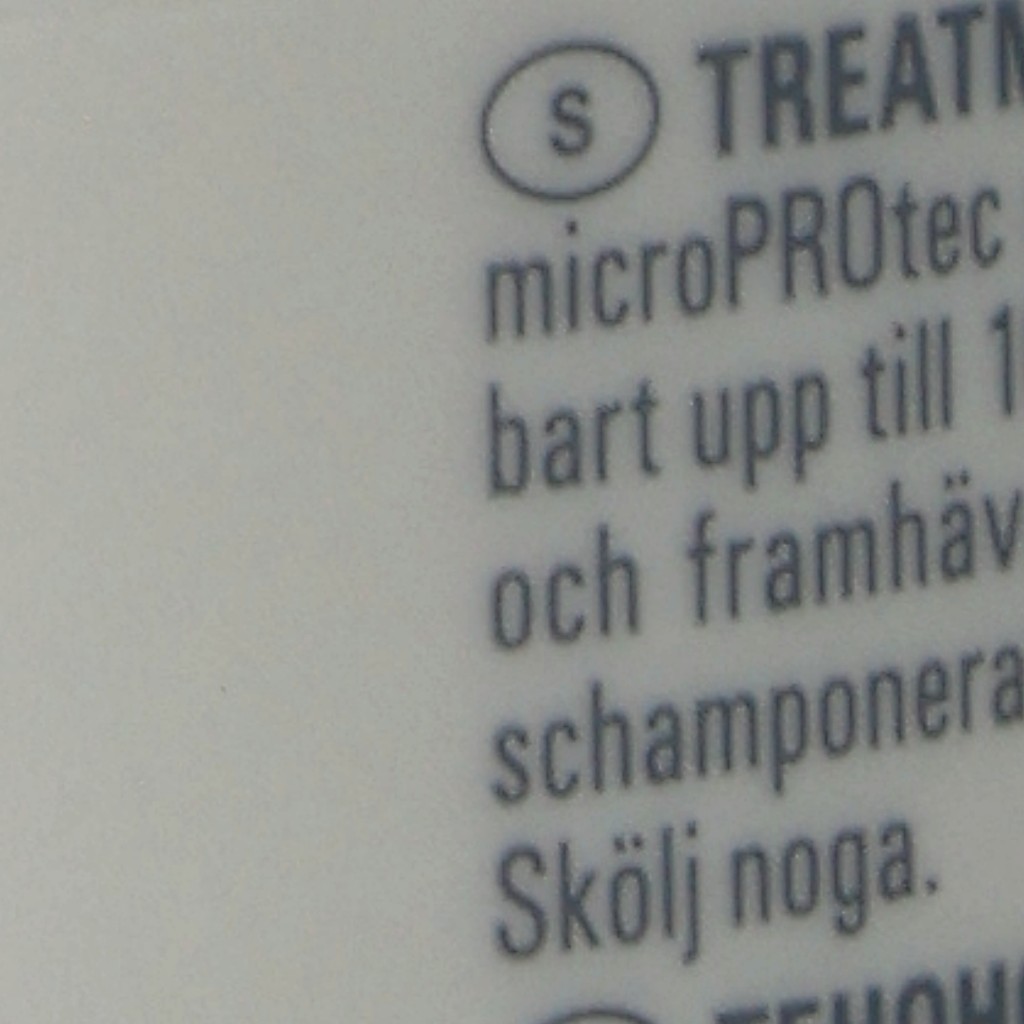 S TREATM
microPROtec
bart upp till 1
och framhäv
schamponera
Skölj noga.